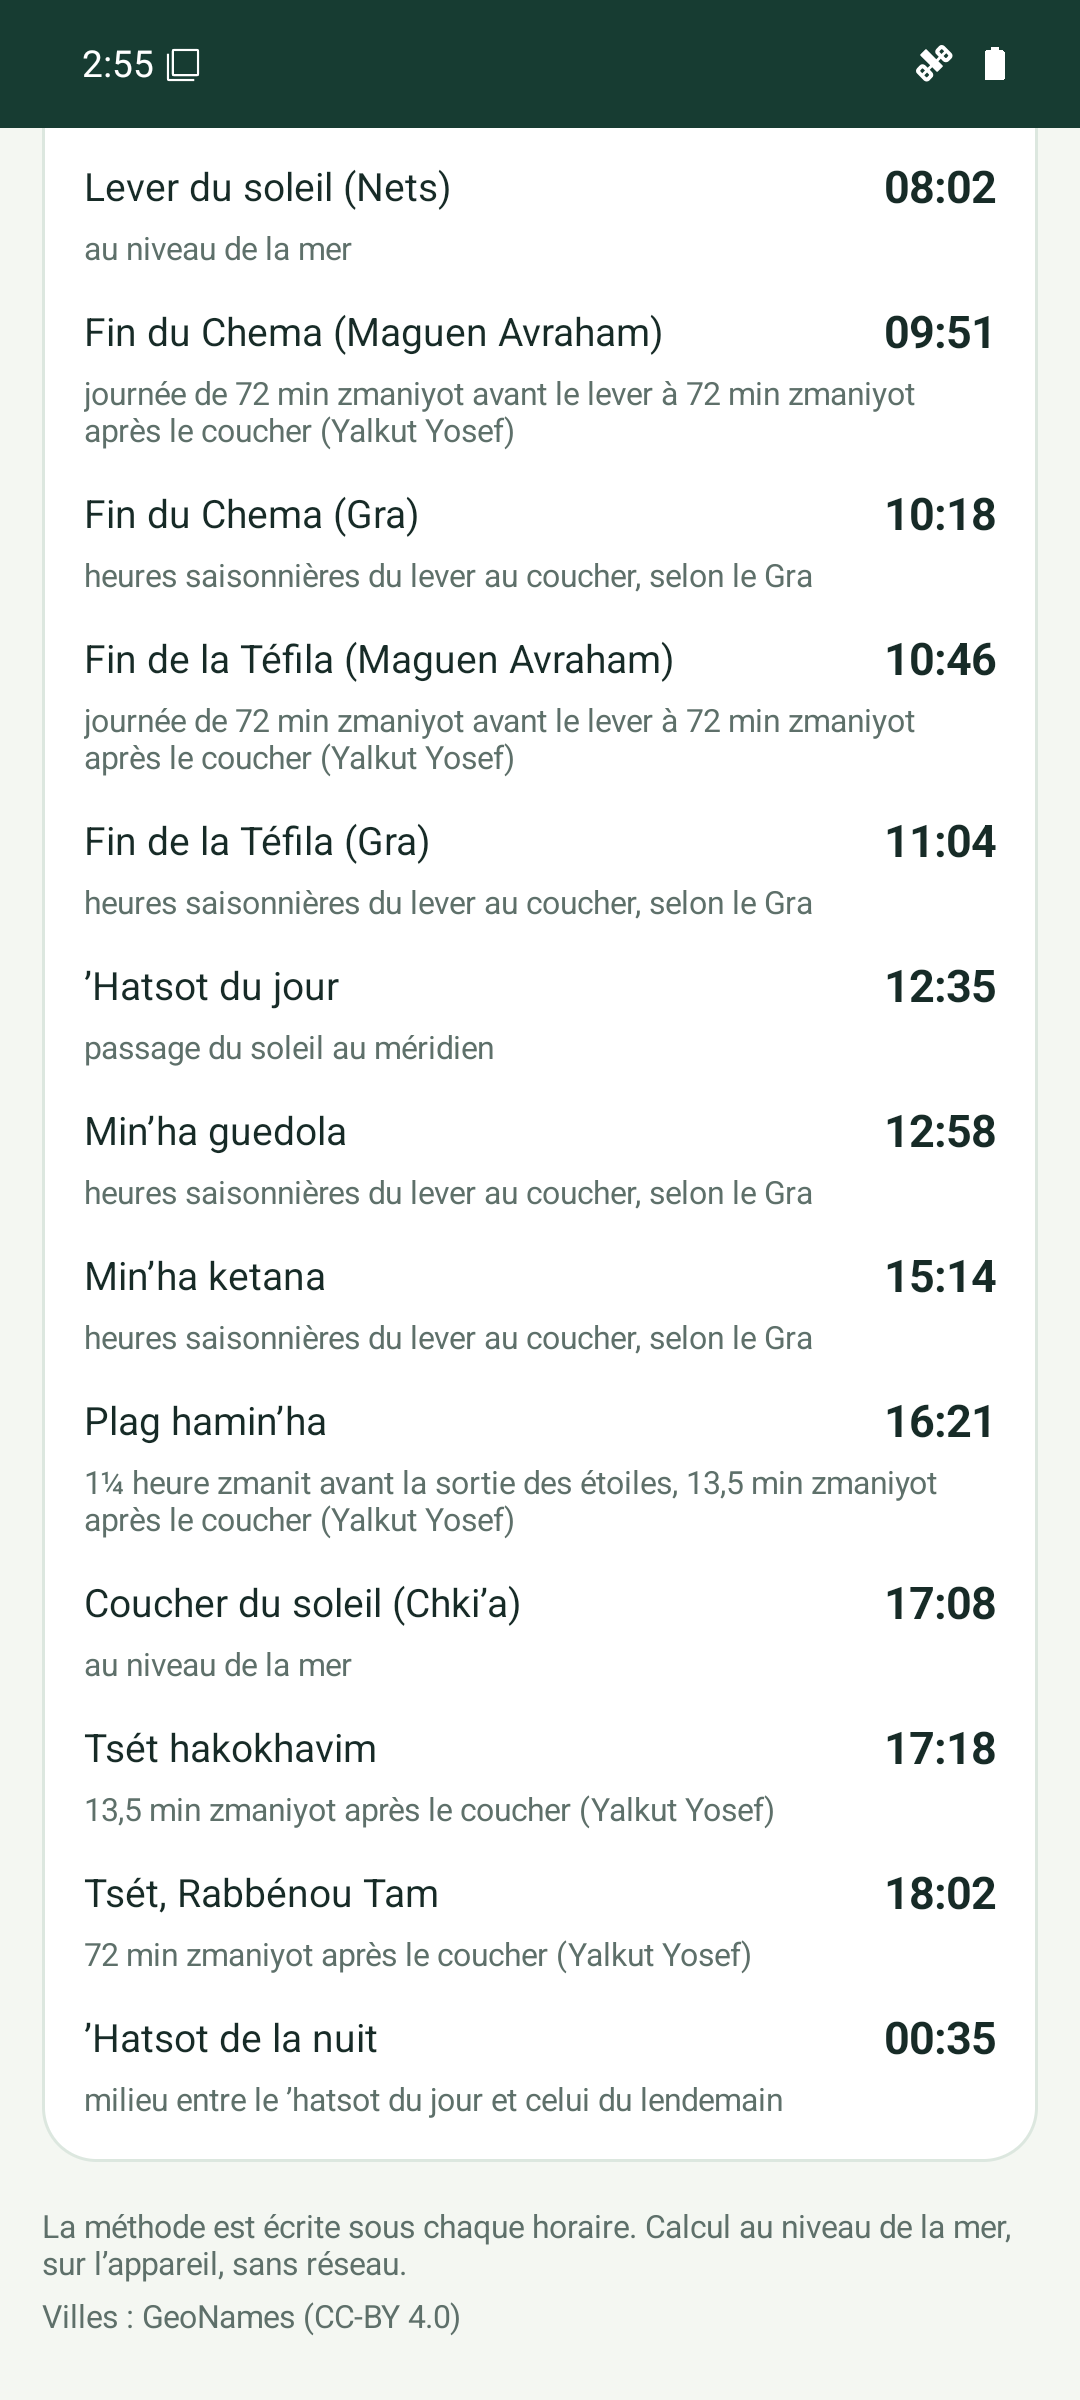 2:55
Lever du soleil (Nets) 08:02
au niveau de la mer
Fin du Chema (Maguen Avraham) 09:51
journée de 72 min zmaniyot avant le lever à 72 min zmaniyot
après le coucher (Yalkut Yosef)
Fin du Chema (Gra) 10:18
heures saisonnières du lever au coucher, selon le Gra
Fin de la Téfila (Maguen Avraham) 10:46
journée de 72 min zmaniyot avant le lever à 72 min zmaniyot
après le coucher (Yalkut Yosef)
Fin de la Téfila (Gra) 11:04
heures saisonnières du lever au coucher, selon le Gra
’Hatsot du jour 12:35
passage du soleil au méridien
Min’ha guedola 12:58
heures saisonnières du lever au coucher, selon le Gra
Min’ha ketana 15:14
heures saisonnières du lever au coucher, selon le Gra
Plag hamin’ha 16:21
1¼ heure zmanit avant la sortie des étoiles, 13,5 min zmaniyot
après le coucher (Yalkut Yosef)
Coucher du soleil (Chki’a) 17:08
au niveau de la mer
Tsét hakokhavim 17:18
13,5 min zmaniyot après le coucher (Yalkut Yosef)
Tsét, Rabbénou Tam 18:02
72 min zmaniyot après le coucher (Yalkut Yosef)
’Hatsot de la nuit 00:35
milieu entre le ’hatsot du jour et celui du lendemain
La méthode est écrite sous chaque horaire. Calcul au niveau de la mer,
sur l’appareil, sans réseau.
Villes : GeoNames (CC-BY 4.0)